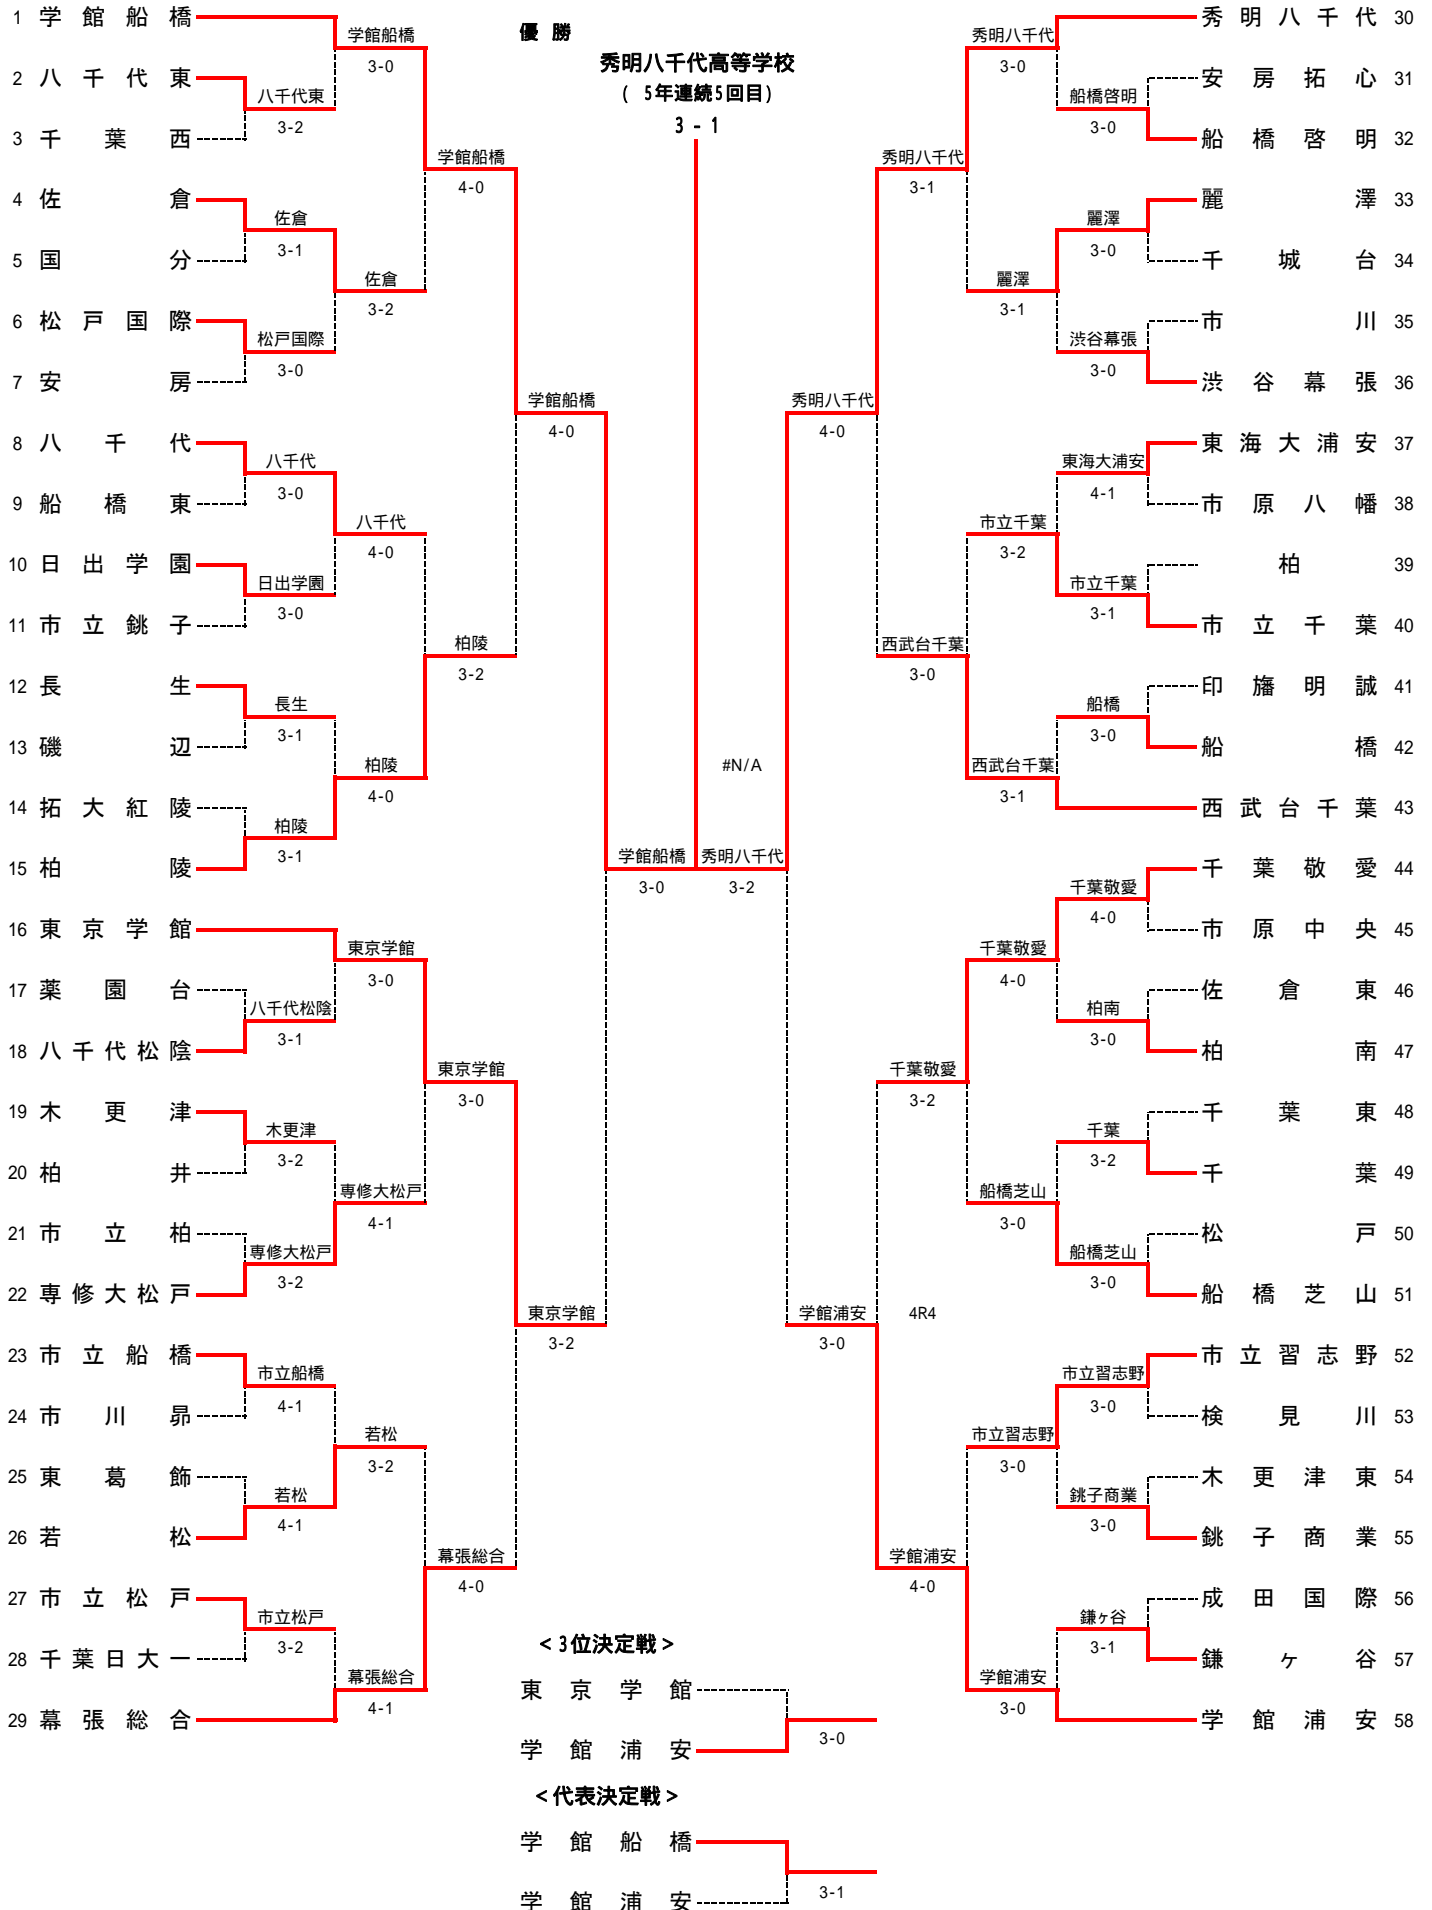 優 勝
秀明八千代高等学校
( 5年連続5回目)
3 - 1
1 学館船橋
2 八千代東
3 千葉西
4 佐倉
5 国分
6 松戸国際
7 安房
8 八千代
9 船橋東
10 日出学園
11 市立銚子
12 長生
13 磯辺
14 拓大紅陵
15 柏陵
16 東京学館
17 薬園台
18 八千代松陰
19 木更津
20 柏井
21 市立柏
22 専修大松戸
23 市立船橋
24 市川昴
25 東葛飾
26 若松
27 市立松戸
28 千葉日大一
29 幕張総合
八千代東
3-2
佐倉
3-1
松戸国際
3-0
八千代
3-0
日出学園
3-0
長生
3-1
柏陵
3-1
八千代松陰
3-1
木更津
3-2
専修大松戸
3-2
市立船橋
4-1
若松
4-1
市立松戸
3-2
学館船橋
3-0
佐倉
3-2
八千代
4-0
柏陵
4-0
東京学館
3-0
専修大松戸
4-1
若松
3-2
幕張総合
4-1
学館船橋
4-0
柏陵
3-2
東京学館
3-0
幕張総合
4-0
学館船橋
4-0
東京学館
3-2
学館船橋
3-0
#N/A
秀明八千代
3-2
秀明八千代
4-0
学館浦安
3-0
秀明八千代
3-1
西武台千葉
3-0
千葉敬愛
3-2
4R4
学館浦安
4-0
秀明八千代
3-0
麗澤
3-1
市立千葉
3-2
西武台千葉
3-1
千葉敬愛
4-0
船橋芝山
3-0
市立習志野
3-0
学館浦安
3-0
船橋啓明
3-0
麗澤
3-0
渋谷幕張
3-0
東海大浦安
4-1
市立千葉
3-1
船橋
3-0
千葉敬愛
4-0
柏南
3-0
千葉
3-2
船橋芝山
3-0
市立習志野
3-0
銚子商業
3-0
鎌ヶ谷
3-1
秀明八千代 30
安房拓心 31
船橋啓明 32
麗澤 33
千城台 34
市川 35
渋谷幕張 36
東海大浦安 37
市原八幡 38
柏 39
市立千葉 40
印旛明誠 41
船橋 42
西武台千葉 43
千葉敬愛 44
市原中央 45
佐倉東 46
柏南 47
千葉東 48
千葉 49
松戸 50
船橋芝山 51
市立習志野 52
検見川 53
木更津東 54
銚子商業 55
成田国際 56
鎌ヶ谷 57
学館浦安 58
<3位決定戦>
東京学館
学館浦安
3-0
<代表決定戦>
学館船橋
学館浦安
3-1